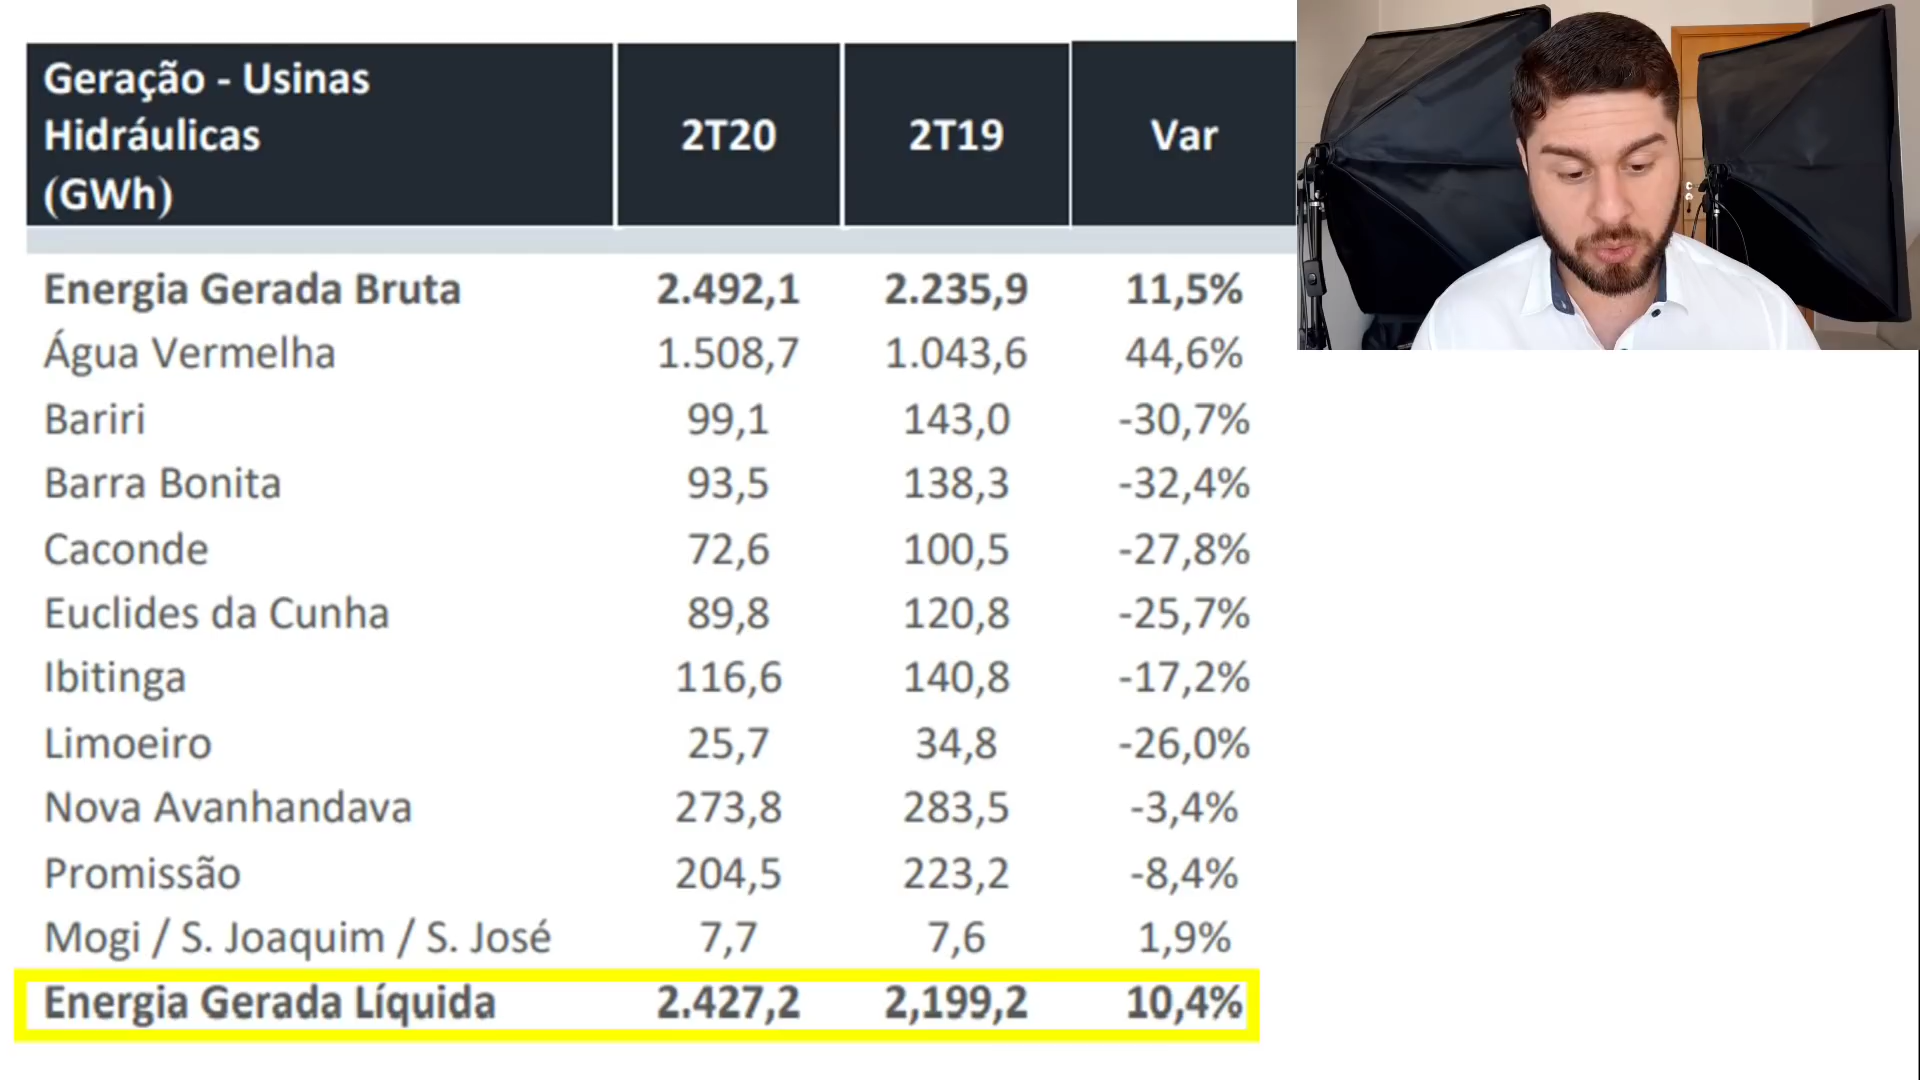 Geração - Usinas
Hidráulicas
(GWh)
2T20
2T19
Var
Energia Gerada Bruta 2.492,1 2.235,9 11,5%
Água Vermelha 1.508,7 1.043,6 44,6%
Bariri 99,1 143,0 -30,7%
Barra Bonita 93,5 138,3 -32,4%
Caconde 72,6 100,5 -27,8%
Euclides da Cunha 89,8 120,8 -25,7%
Ibitinga 116,6 140,8 -17,2%
Limoeiro 25,7 34,8 -26,0%
Nova Avanhandava 273,8 283,5 -3,4%
Promissão 204,5 223,2 -8,4%
Mogi / S. Joaquim / S. José 7,7 7,6 1,9%
Energia Gerada Líquida 2.427,2 2,199,2 10,4%